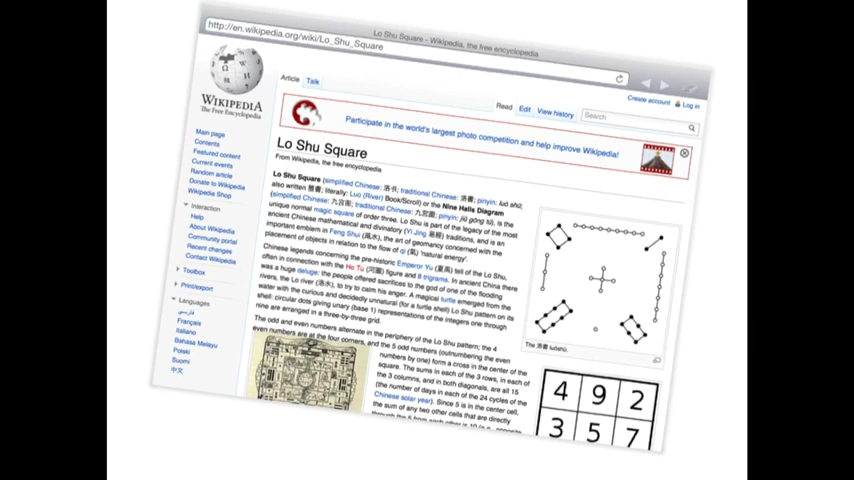 Lo Shu Square - Wikipedia, the free encyclopedia
http://en.wikipedia.org/wiki/Lo_Shu_Square
Create account Log in
Article Talk
Read Edit View history Search
WIKIPEDIA
The Free Encyclopedia
Participate in the world's largest photo competition and help improve Wikipedia!
Main page
Contents
Featured content
Current events
Random article
Donate to Wikipedia
Wikipedia Shop
Interaction
Help
About Wikipedia
Community portal
Recent changes
Contact Wikipedia
Toolbox
Print/export
Languages
فارسی
Français
Italiano
Bahasa Melayu
Polski
Suomi
中文
Lo Shu Square
From Wikipedia, the free encyclopedia
Lo Shu Square (simplified Chinese: 洛书; traditional Chinese: 洛書; pinyin: luò shū;
also written 雒書; literally: Luo (River) Book/Scroll) or the Nine Halls Diagram
(simplified Chinese: 九宫图; traditional Chinese: 九宮圖; pinyin: jiǔ gōng tú), is the
unique normal magic square of order three. Lo Shu is part of the legacy of the most
ancient Chinese mathematical and divinatory (Yi Jing 易經) traditions, and is an
important emblem in Feng Shui (風水), the art of geomancy concerned with the
placement of objects in relation to the flow of qi (氣) 'natural energy'.
Chinese legends concerning the pre-historic Emperor Yu (夏禹) tell of the Lo Shu,
often in connection with the Ho Tu (河圖) figure and 8 trigrams. In ancient China there
was a huge deluge: the people offered sacrifices to the god of one of the flooding
rivers, the Lo river (洛水), to try to calm his anger. A magical turtle emerged from the
water with the curious and decidedly unnatural (for a turtle shell) Lo Shu pattern on its
shell: circular dots giving unary (base 1) representations of the integers one through
nine are arranged in a three-by-three grid.
The odd and even numbers alternate in the periphery of the Lo Shu pattern; the 4
even numbers are at the four corners, and the 5 odd numbers (outnumbering the even
numbers by one) form a cross in the center of the
square. The sums in each of the 3 rows, in each of
the 3 columns, and in both diagonals, are all 15
(the number of days in each of the 24 cycles of the
Chinese solar year). Since 5 is in the center cell,
the sum of any two other cells that are directly
through the 5 from each other is 10 (e.g., opposite
The 洛書 luòshū.
4 9 2
3 5 7